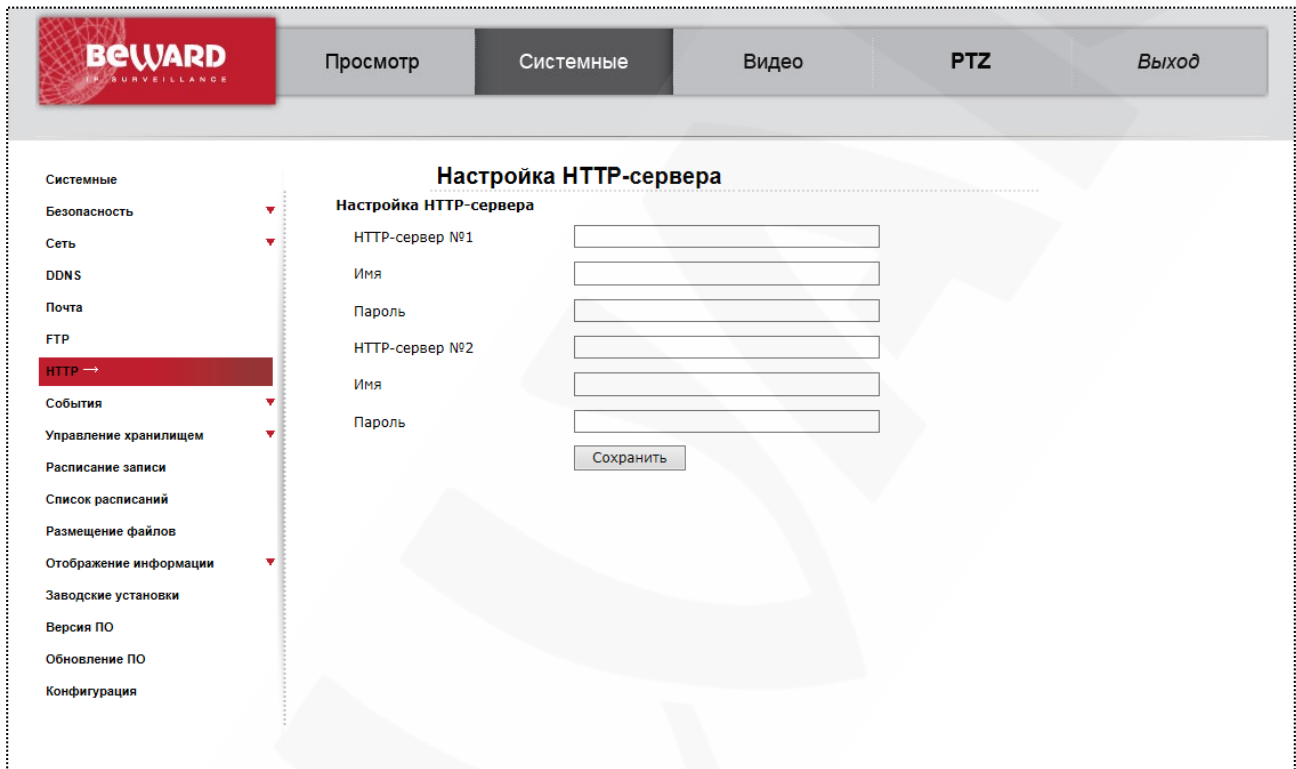 BEWARD
IP SURVEILLANCE
Просмотр
Системные
Видео
PTZ
Выход
Настройка HTTP-сервера
Системные
Безопасность
Сеть
DDNS
Почта
FTP
HTTP →
События
Управление хранилищем
Расписание записи
Список расписаний
Размещение файлов
Отображение информации
Заводские установки
Версия ПО
Обновление ПО
Конфигурация
Настройка HTTP-сервера
HTTP-сервер №1
Имя
Пароль
HTTP-сервер №2
Имя
Пароль
Сохранить